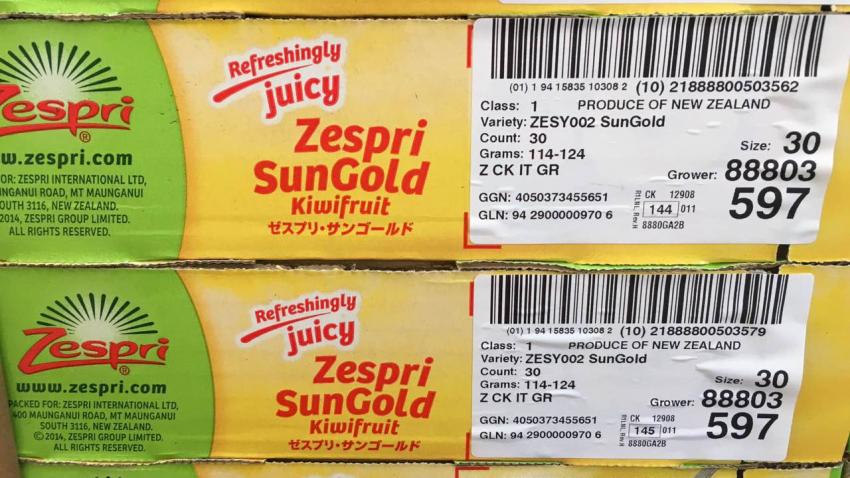 Zespri
®
w.zespri.com
OR: ZESPRI INTERNATIONAL LTD,
MAUNGANUI ROAD, MT MAUNGANUI
SOUTH 3116, NEW ZEALAND.
2014, ZESPRI GROUP LIMITED.
ALL RIGHTS RESERVED.
Refreshingly
juicy
Zespri
SunGold
Kiwifruit
ゼスプリ・サンゴールド
(01) 1 94 15835 10308 2 (10) 21888800503562
Class: 1 PRODUCE OF NEW ZEALAND
Variety: ZESY002 SunGold
Count: 30
Size: 30
Grams: 114-124
Z CK IT GR
Grower: 88803
597
GGN: 4050373455651
GLN: 94 2900000970 6
CK 12908
144 011
8880GA2B
Zespri
®
www.zespri.com
PACKED FOR: ZESPRI INTERNATIONAL LTD,
400 MAUNGANUI ROAD, MT MAUNGANUI
SOUTH 3116, NEW ZEALAND.
© 2014, ZESPRI GROUP LIMITED.
ALL RIGHTS RESERVED.
Refreshingly
juicy
Zespri
SunGold
Kiwifruit
ゼスプリ・サンゴールド
(01) 1 94 15835 10308 2 (10) 21888800503579
Class: 1 PRODUCE OF NEW ZEALAND
Variety: ZESY002 SunGold
Count: 30
Size: 30
Grams: 114-124
Z CK IT GR
Grower: 88803
597
GGN: 4050373455651
GLN: 94 2900000970 6
CK 12908
145 011
8880GA2B